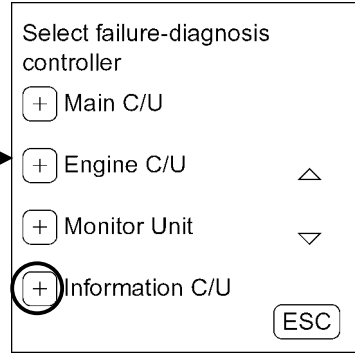 Select failure-diagnosis
controller
+ Main C/U
+ Engine C/U
+ Monitor Unit
+ Information C/U
ESC